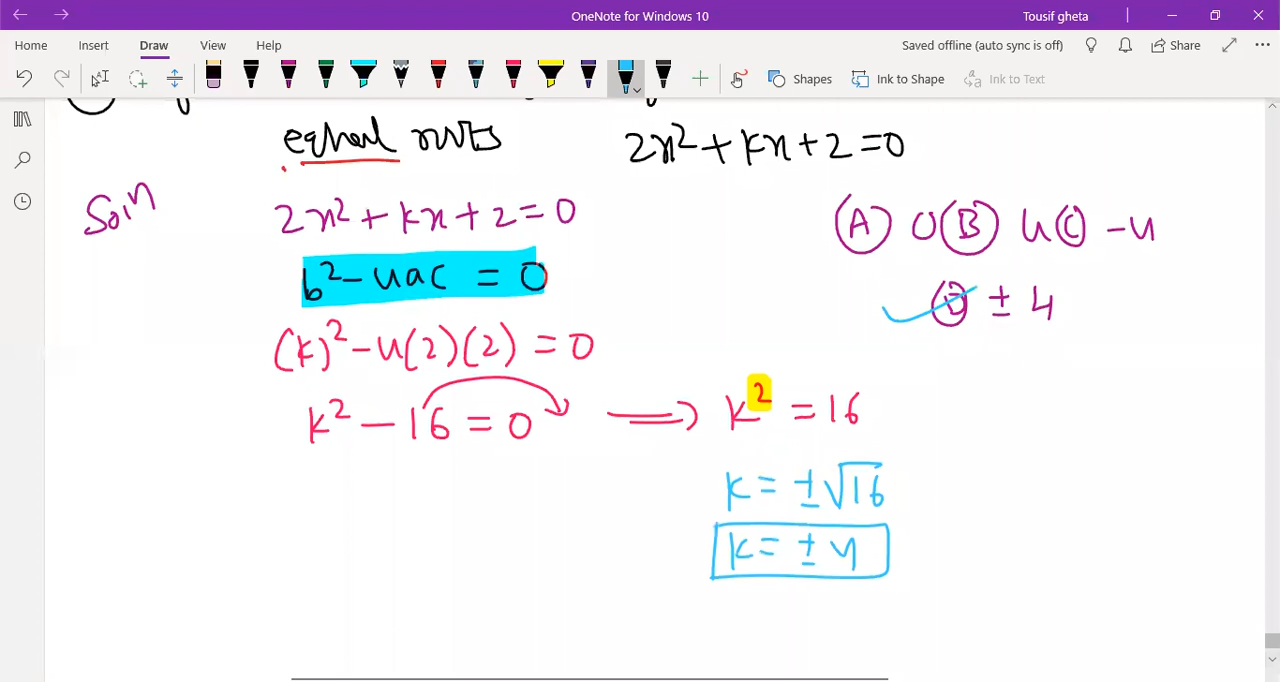 OneNote for Windows 10
Tousif gheta
Home Insert Draw View Help
Saved offline (auto sync is off)
Share
Shapes
Ink to Shape
Ink to Text
equal roots 2x² + kx + 2 = 0
Soln
2x² + kx + 2 = 0
(A) 0 (B) 4 (C) -4
b² - 4ac = 0
(D) ± 4
(k)² - 4(2)(2) = 0
k² - 16 = 0 ⟹ k² = 16
k = ±√16
k = ± 4